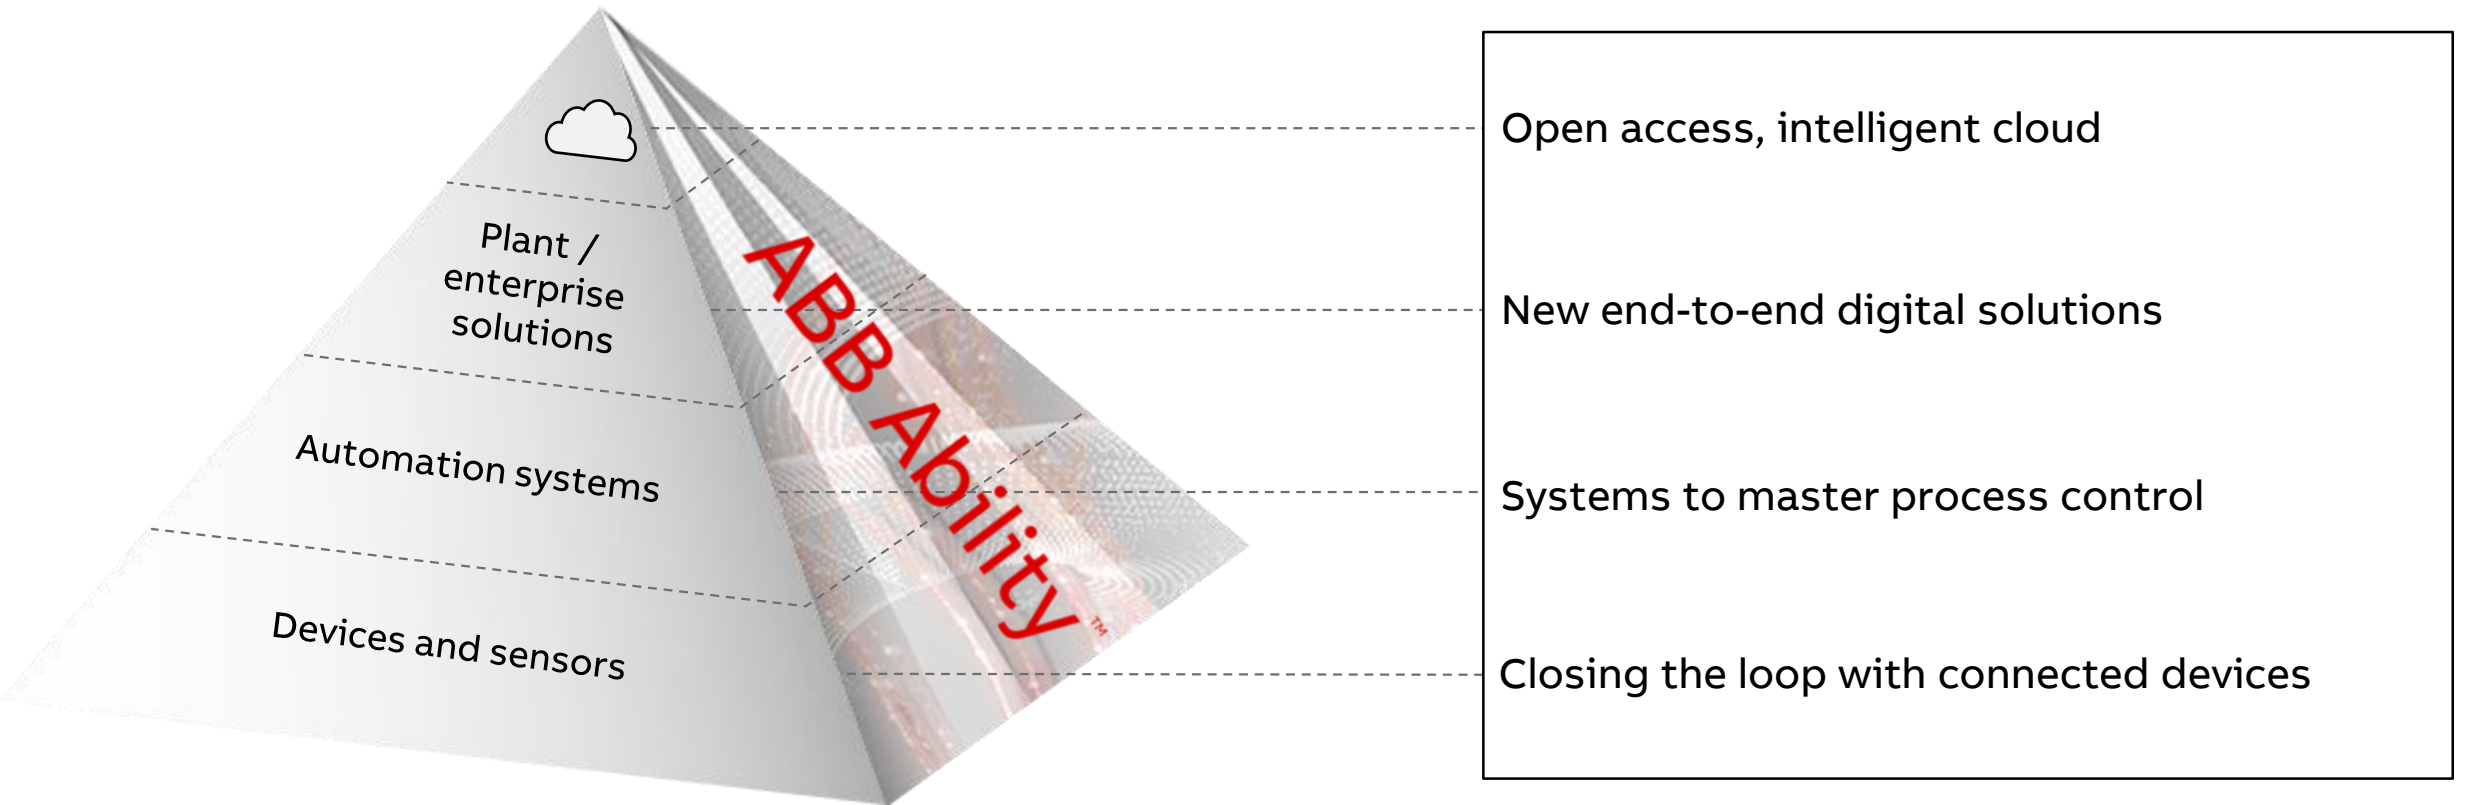 Open access, intelligent cloud
Plant /
enterprise
solutions
ABB Ability™
New end-to-end digital solutions
Automation systems
Systems to master process control
Devices and sensors
Closing the loop with connected devices